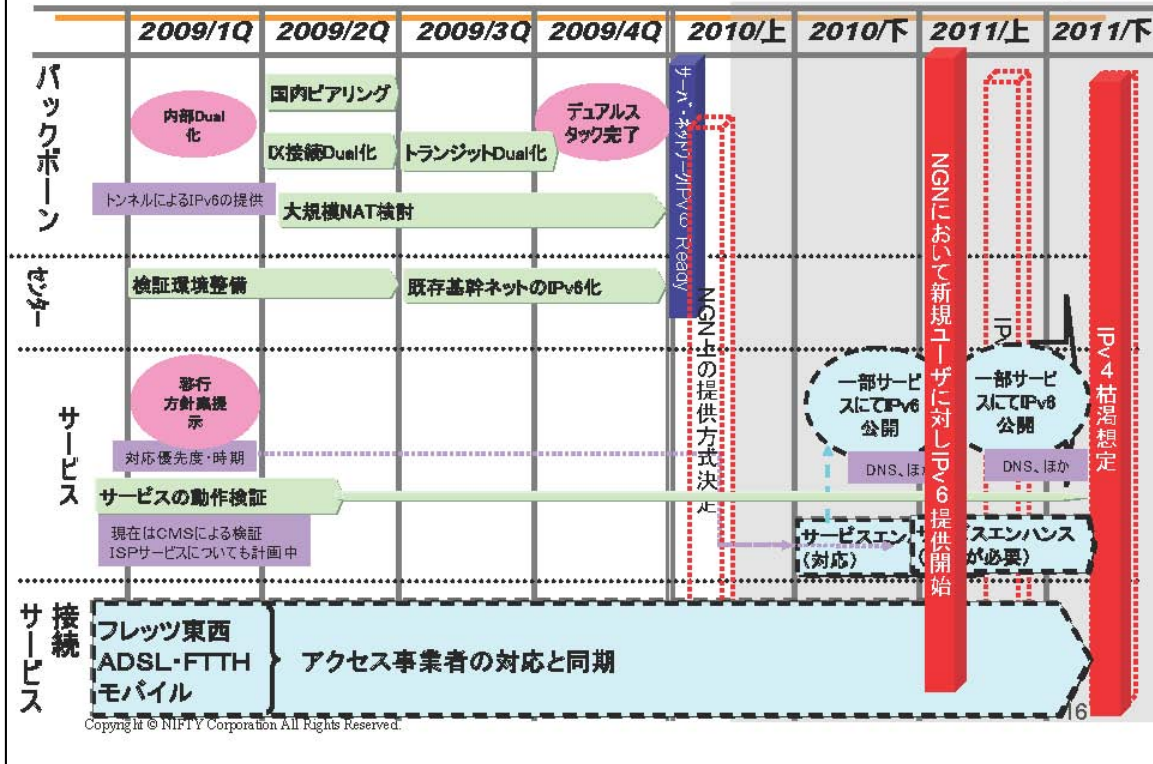 2009/1Q 2009/2Q 2009/3Q 2009/4Q 2010/上 2010/下 2011/上 2011/下
バックボーン
内部Dual
化
国内ピアリング
IX接続Dual化
トランジットDual化
デュアルス
タック完了
トンネルによるIPv6の提供
大規模NAT検討
サーバ・ネットワークIPv6 Ready
センター
検証環境整備
既存基幹ネットのIPv6化
NGN上の提供方式決定
NGNにおいて新規ユーザに対しIPv6提供開始
IPv4枯渇想定
サービス
移行
方針案提
示
対応優先度・時期
サービスの動作検証
現在はCMSによる検証
ISPサービスについても計画中
一部サービ
スにてIPv6
公開
DNS、ほか
一部サービ
スにてIPv6
公開
DNS、ほか
サービスエン
(対応)
ビスエンハンス
が必要)
接続
サービス
フレッツ東西
ADSL・FTTH
モバイル
アクセス事業者の対応と同期
16
Copyright © NIFTY Corporation All Rights Reserved.